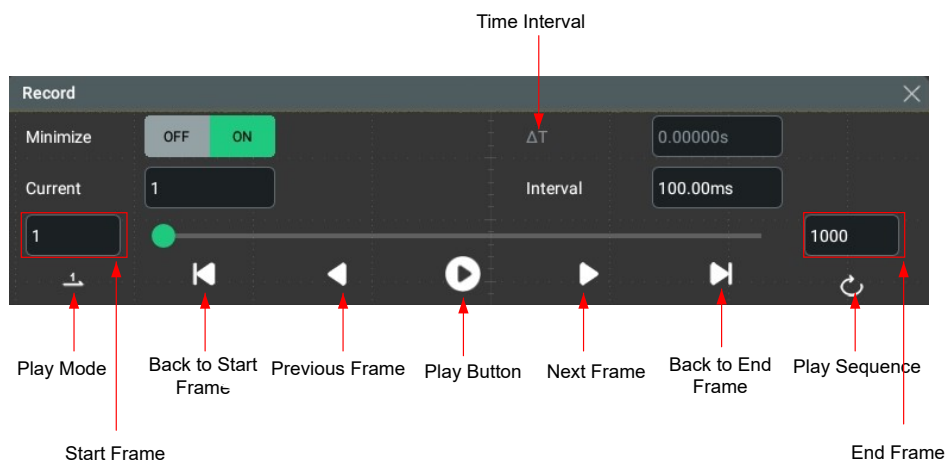 Time Interval
Record
Minimize OFF ON ΔT 0.00000s
Current 1 Interval 100.00ms
1 1000
1
Play Mode
Back to Start
Frame
Previous Frame
Play Button
Next Frame
Back to End
Frame
Play Sequence
Start Frame
End Frame